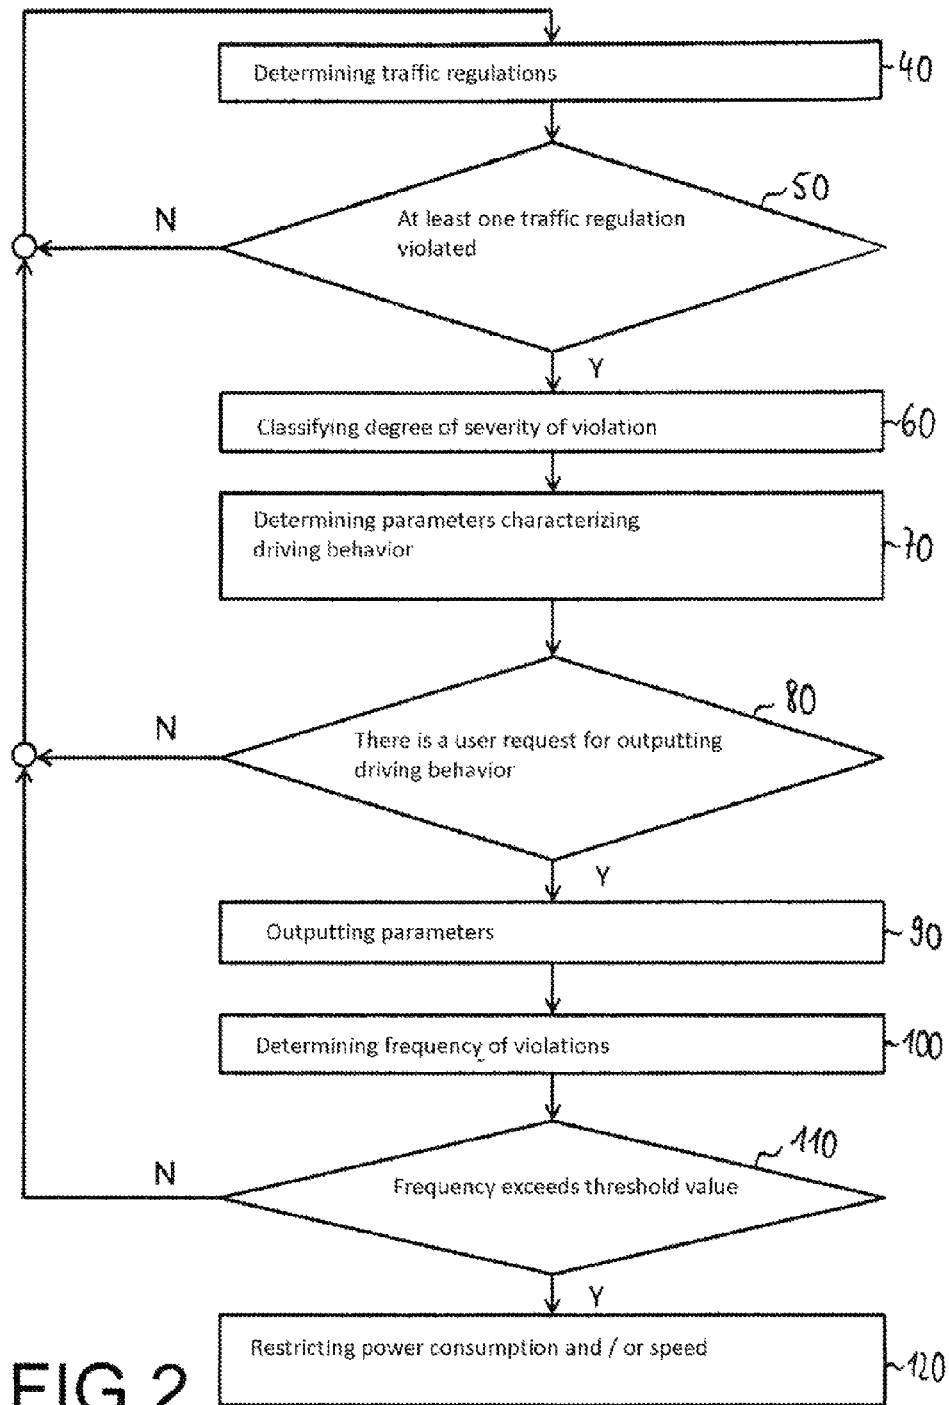 Determining traffic regulations
40
50
At least one traffic regulation
violated
N
Y
Classifying degree of severity of violation
60
Determining parameters characterizing
driving behavior
70
80
There is a user request for outputting
driving behavior
N
Y
Outputting parameters
90
Determining frequency of violations
100
110
Frequency exceeds threshold value
N
Y
Restricting power consumption and / or speed
120
FIG 2